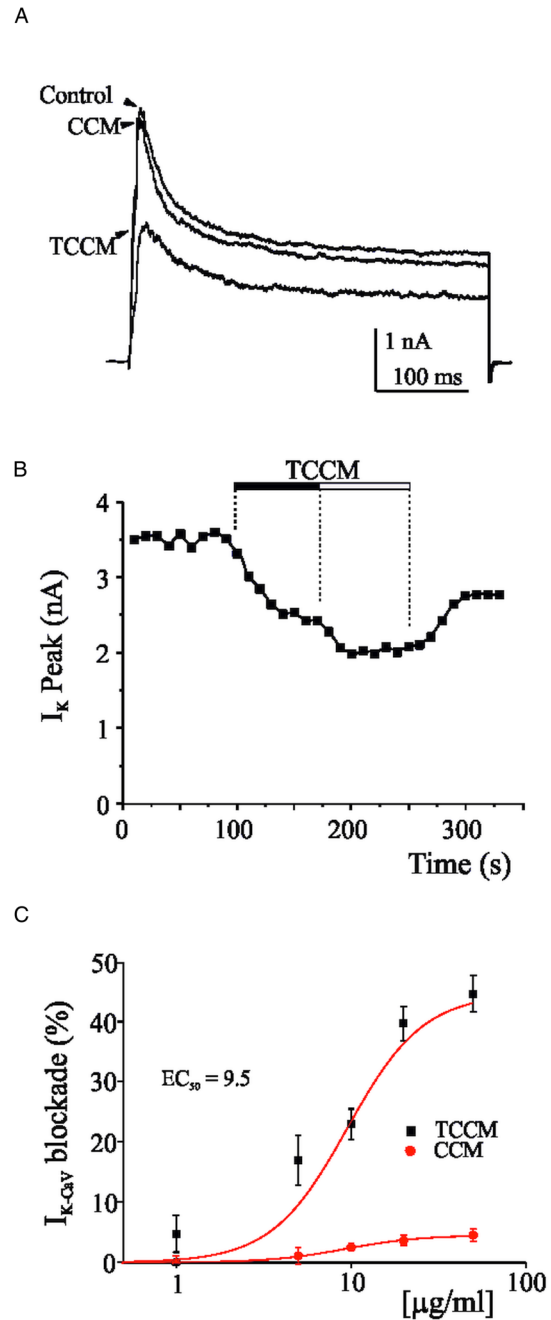 A
Control
CCM
TCCM
1 nA
100 ms
B
TCCM
4
3
2
1
0
I_K Peak (nA)
0 100 200 300
Time (s)
C
50
40
30
20
10
0
I_K-CaV blockade (%)
EC₅₀ = 9.5
TCCM
CCM
1 10 100
[µg/ml]